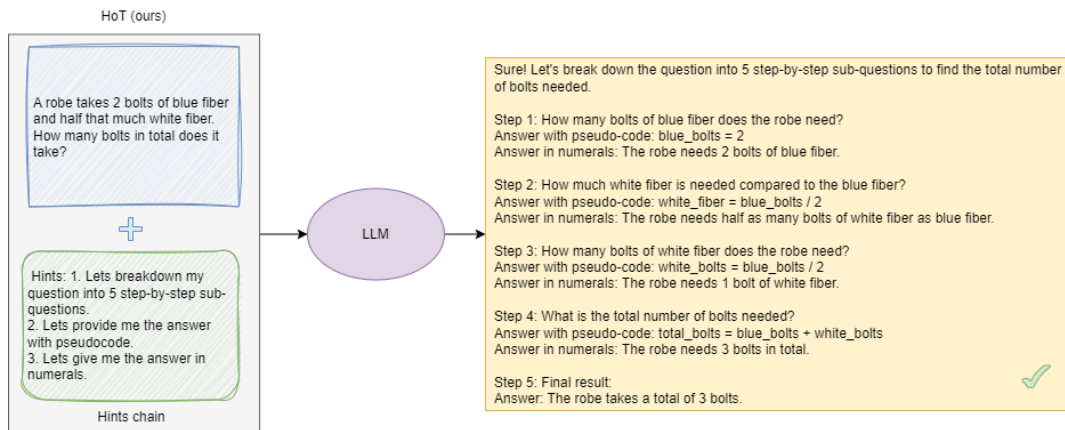 HoT (ours)
A robe takes 2 bolts of blue fiber
and half that much white fiber.
How many bolts in total does it
take?
Hints: 1. Lets breakdown my
question into 5 step-by-step sub-
questions.
2. Lets provide me the answer
with pseudocode.
3. Lets give me the answer in
numerals.
Hints chain
LLM
Sure! Let's break down the question into 5 step-by-step sub-questions to find the total number
of bolts needed.
Step 1: How many bolts of blue fiber does the robe need?
Answer with pseudo-code: blue_bolts = 2
Answer in numerals: The robe needs 2 bolts of blue fiber.
Step 2: How much white fiber is needed compared to the blue fiber?
Answer with pseudo-code: white_fiber = blue_bolts / 2
Answer in numerals: The robe needs half as many bolts of white fiber as blue fiber.
Step 3: How many bolts of white fiber does the robe need?
Answer with pseudo-code: white_bolts = blue_bolts / 2
Answer in numerals: The robe needs 1 bolt of white fiber.
Step 4: What is the total number of bolts needed?
Answer with pseudo-code: total_bolts = blue_bolts + white_bolts
Answer in numerals: The robe needs 3 bolts in total.
Step 5: Final result:
Answer: The robe takes a total of 3 bolts.